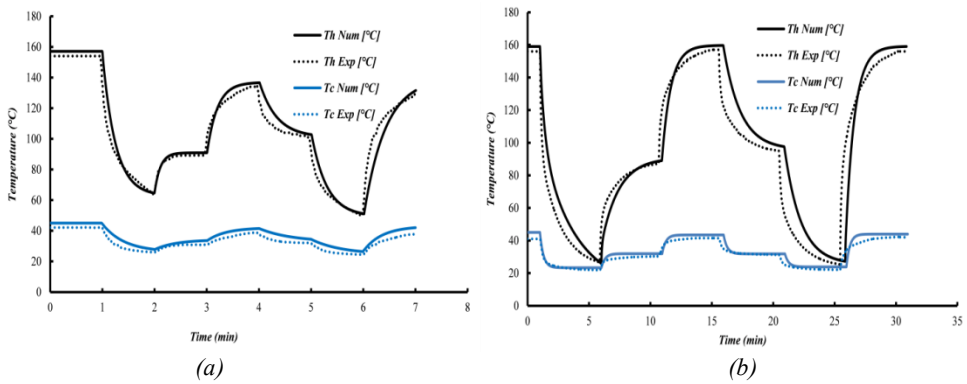 180
160
140
120
100
80
60
40
20
0
Temperature (°C)
Th Num [°C]
Th Exp [°C]
Tc Num [°C]
Tc Exp [°C]
0 1 2 3 4 5 6 7 8
Time (min)
(a)
180
160
140
120
100
80
60
40
20
0
Temperature (°C)
Th Num [°C]
Th Exp [°C]
Tc Num [°C]
Tc Exp [°C]
0 5 10 15 20 25 30 35
Time (min)
(b)